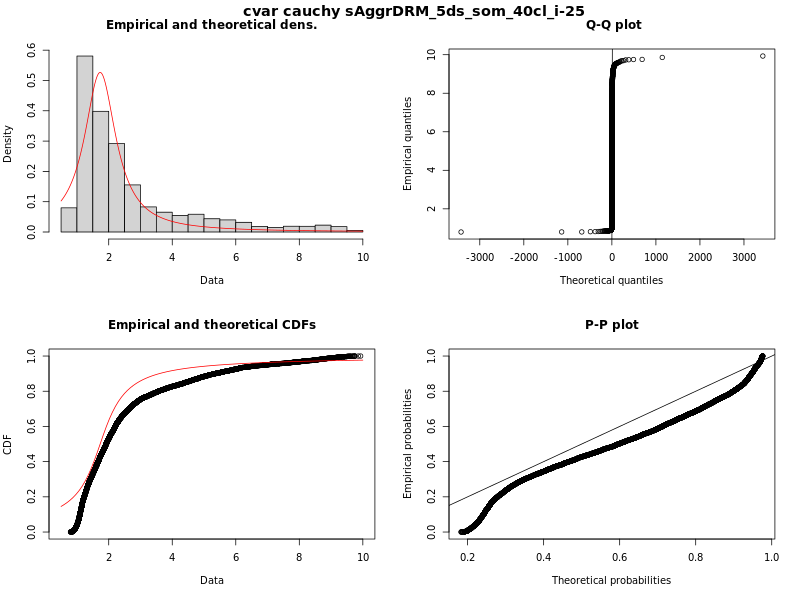 cvar cauchy sAggrDRM_5ds_som_40cl_i-25
Empirical and theoretical dens.
Density
0.0 0.1 0.2 0.3 0.4 0.5 0.6
2 4 6 8 10
Data
Q-Q plot
Empirical quantiles
2 4 6 8 10
-3000 -2000 -1000 0 1000 2000 3000
Theoretical quantiles
Empirical and theoretical CDFs
CDF
0.0 0.2 0.4 0.6 0.8 1.0
2 4 6 8 10
Data
P-P plot
Empirical probabilities
0.0 0.2 0.4 0.6 0.8 1.0
0.2 0.4 0.6 0.8 1.0
Theoretical probabilities